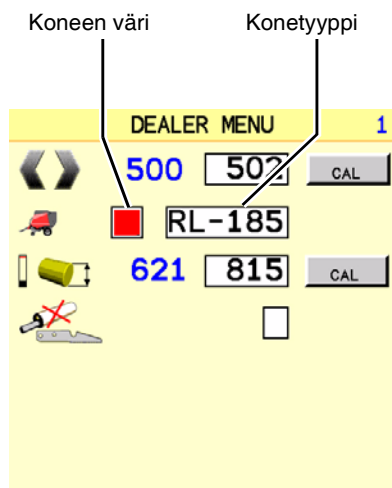 Koneen väri Konetyyppi
DEALER MENU 1
500 502 CAL
RL-185
621 815 CAL